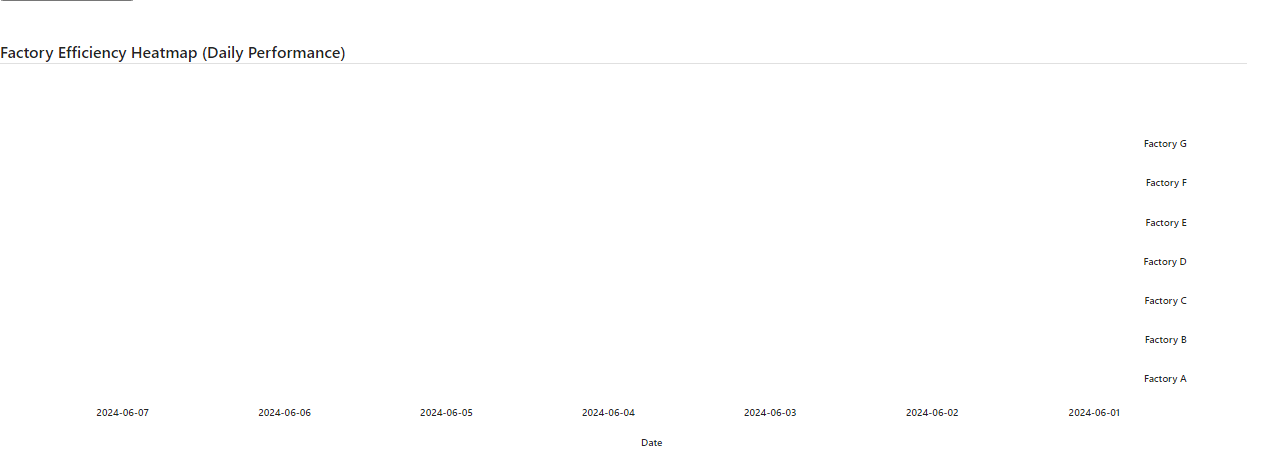 Factory Efficiency Heatmap (Daily Performance)
Factory G
Factory F
Factory E
Factory D
Factory C
Factory B
Factory A
2024-06-07 2024-06-06 2024-06-05 2024-06-04 2024-06-03 2024-06-02 2024-06-01
Date